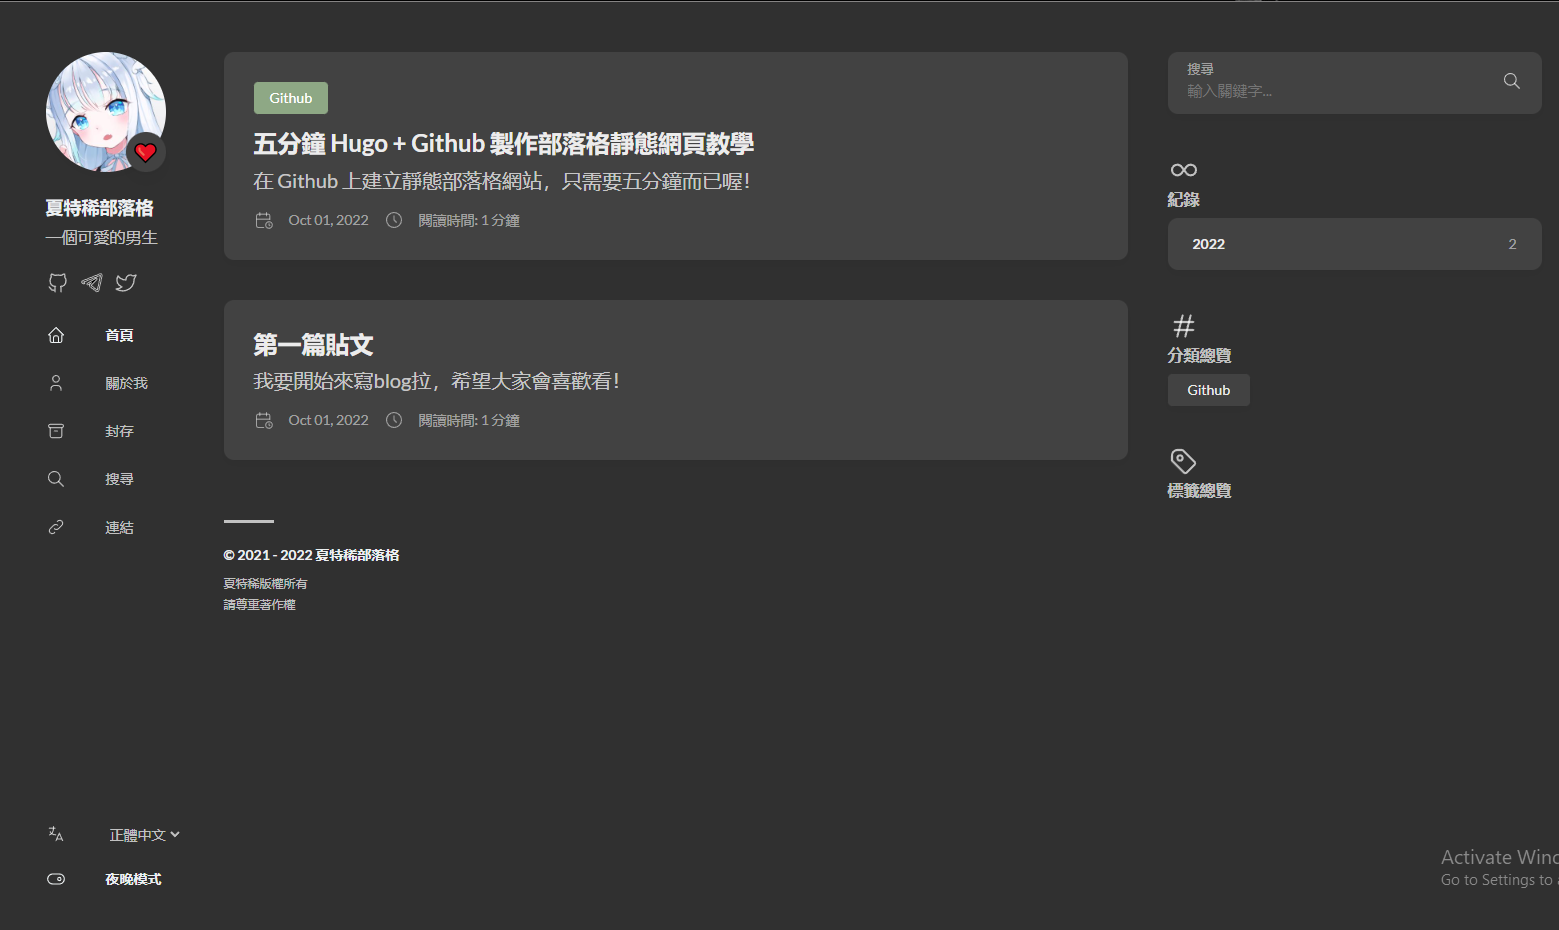 夏特稀部落格
一個可愛的男生
首頁
關於我
封存
搜尋
連結
正體中文
夜晚模式
Github
五分鐘 Hugo + Github 製作部落格靜態網頁教學
在 Github 上建立靜態部落格網站，只需要五分鐘而已喔！
Oct 01, 2022 閱讀時間: 1 分鐘
第一篇貼文
我要開始來寫blog拉，希望大家會喜歡看！
Oct 01, 2022 閱讀時間: 1 分鐘
© 2021 - 2022 夏特稀部落格
夏特稀版權所有
請尊重著作權
搜尋
輸入關鍵字...
紀錄
2022 2
分類總覽
Github
標籤總覽
Activate Winc
Go to Settings to